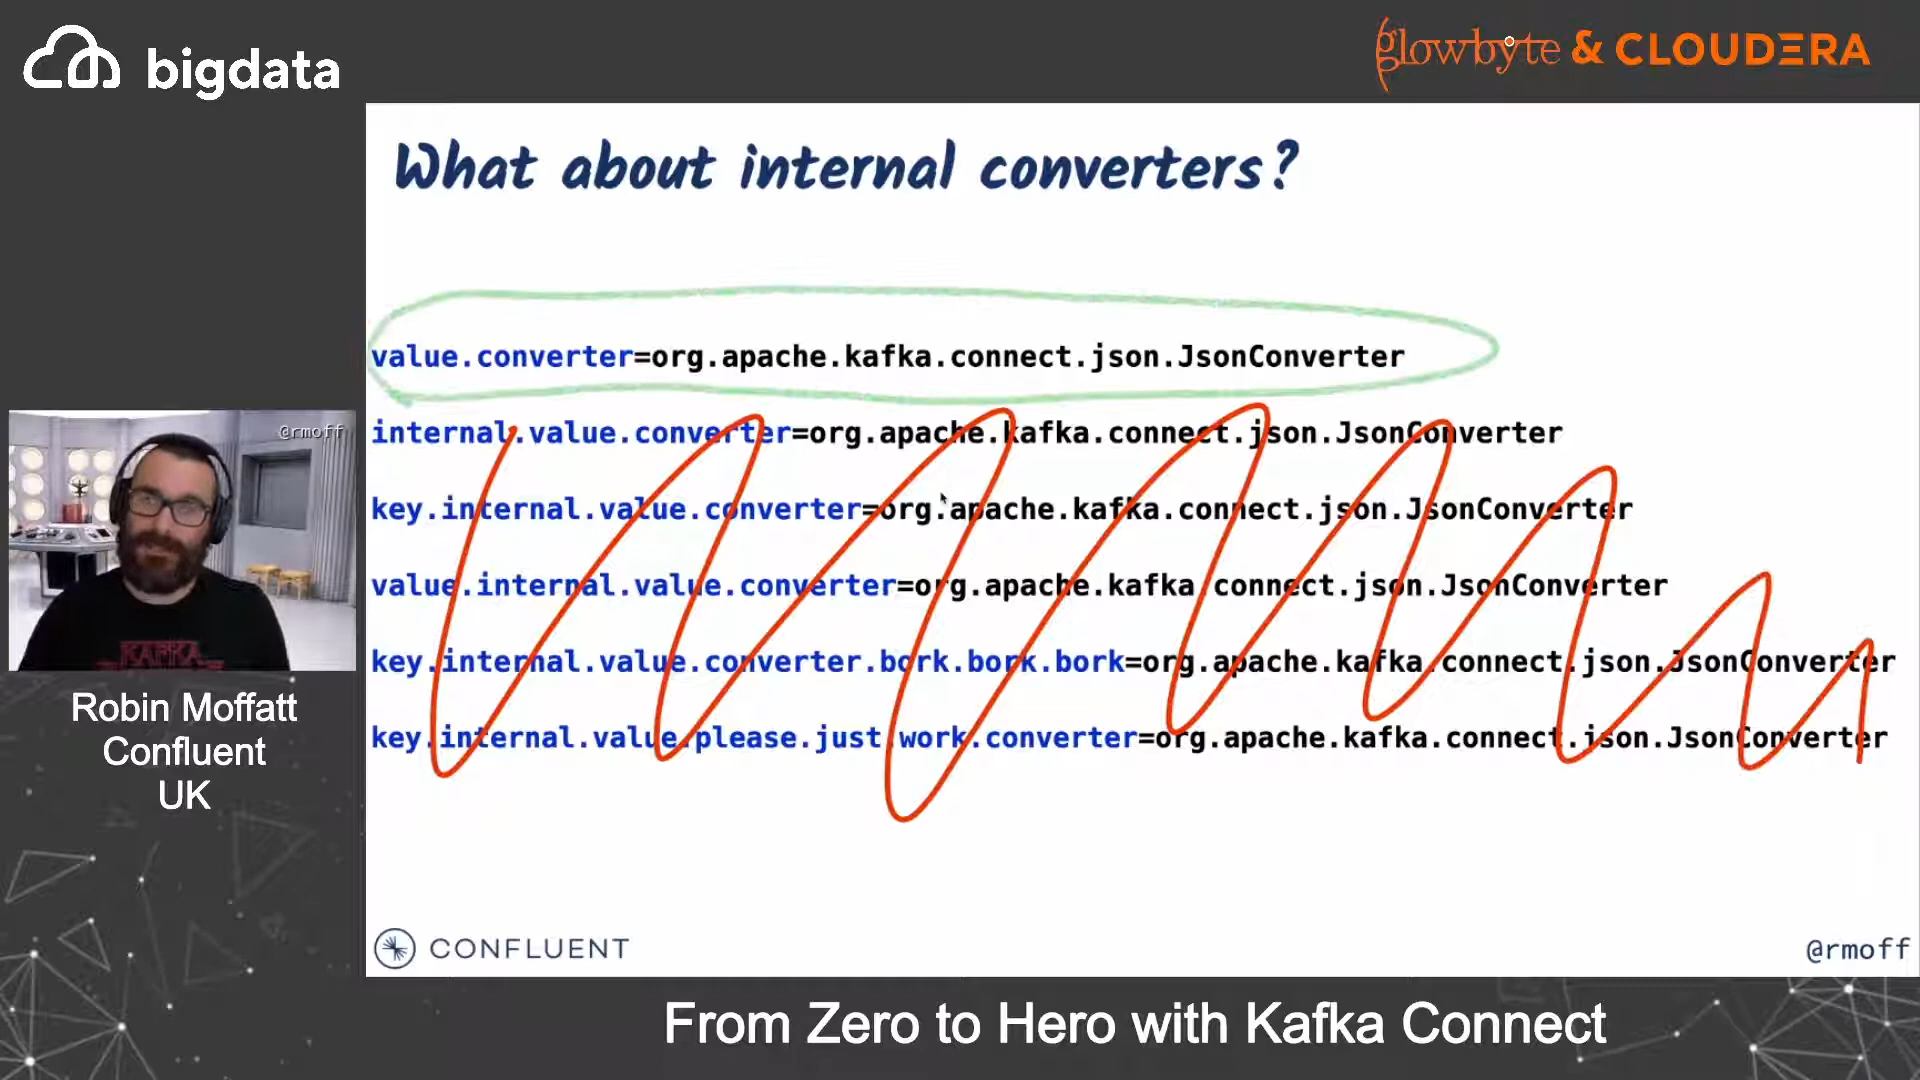 bigdata
glowbyte & CLOUDERA
What about internal converters?
value.converter=org.apache.kafka.connect.json.JsonConverter
internal.value.converter=org.apache.kafka.connect.json.JsonConverter
key.internal.value.converter=org.apache.kafka.connect.json.JsonConverter
value.internal.value.converter=org.apache.kafka.connect.json.JsonConverter
key.internal.value.converter.bork.bork.bork=org.apache.kafka.connect.json.JsonConverter
key.internal.value.please.just.work.converter=org.apache.kafka.connect.json.JsonConverter
@rmoff
KAFKA
Robin Moffatt
Confluent
UK
CONFLUENT
@rmoff
From Zero to Hero with Kafka Connect